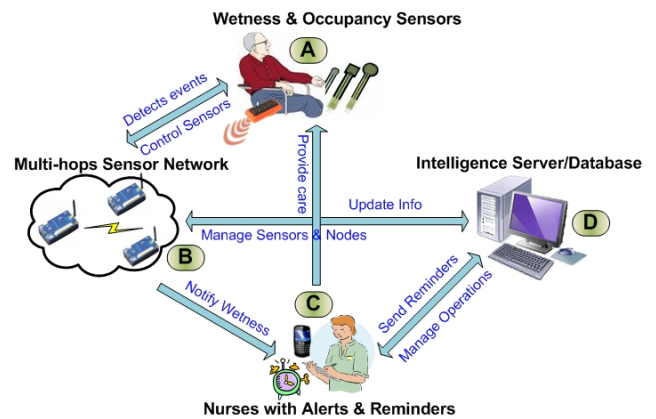 Wetness & Occupancy Sensors
A
Detects events
Control Sensors
Multi-hops Sensor Network
Provide care
Intelligence Server/Database
Update Info
Manage Sensors & Nodes
B
D
C
Notify Wetness
Send Reminders
Manage Operations
Nurses with Alerts & Reminders